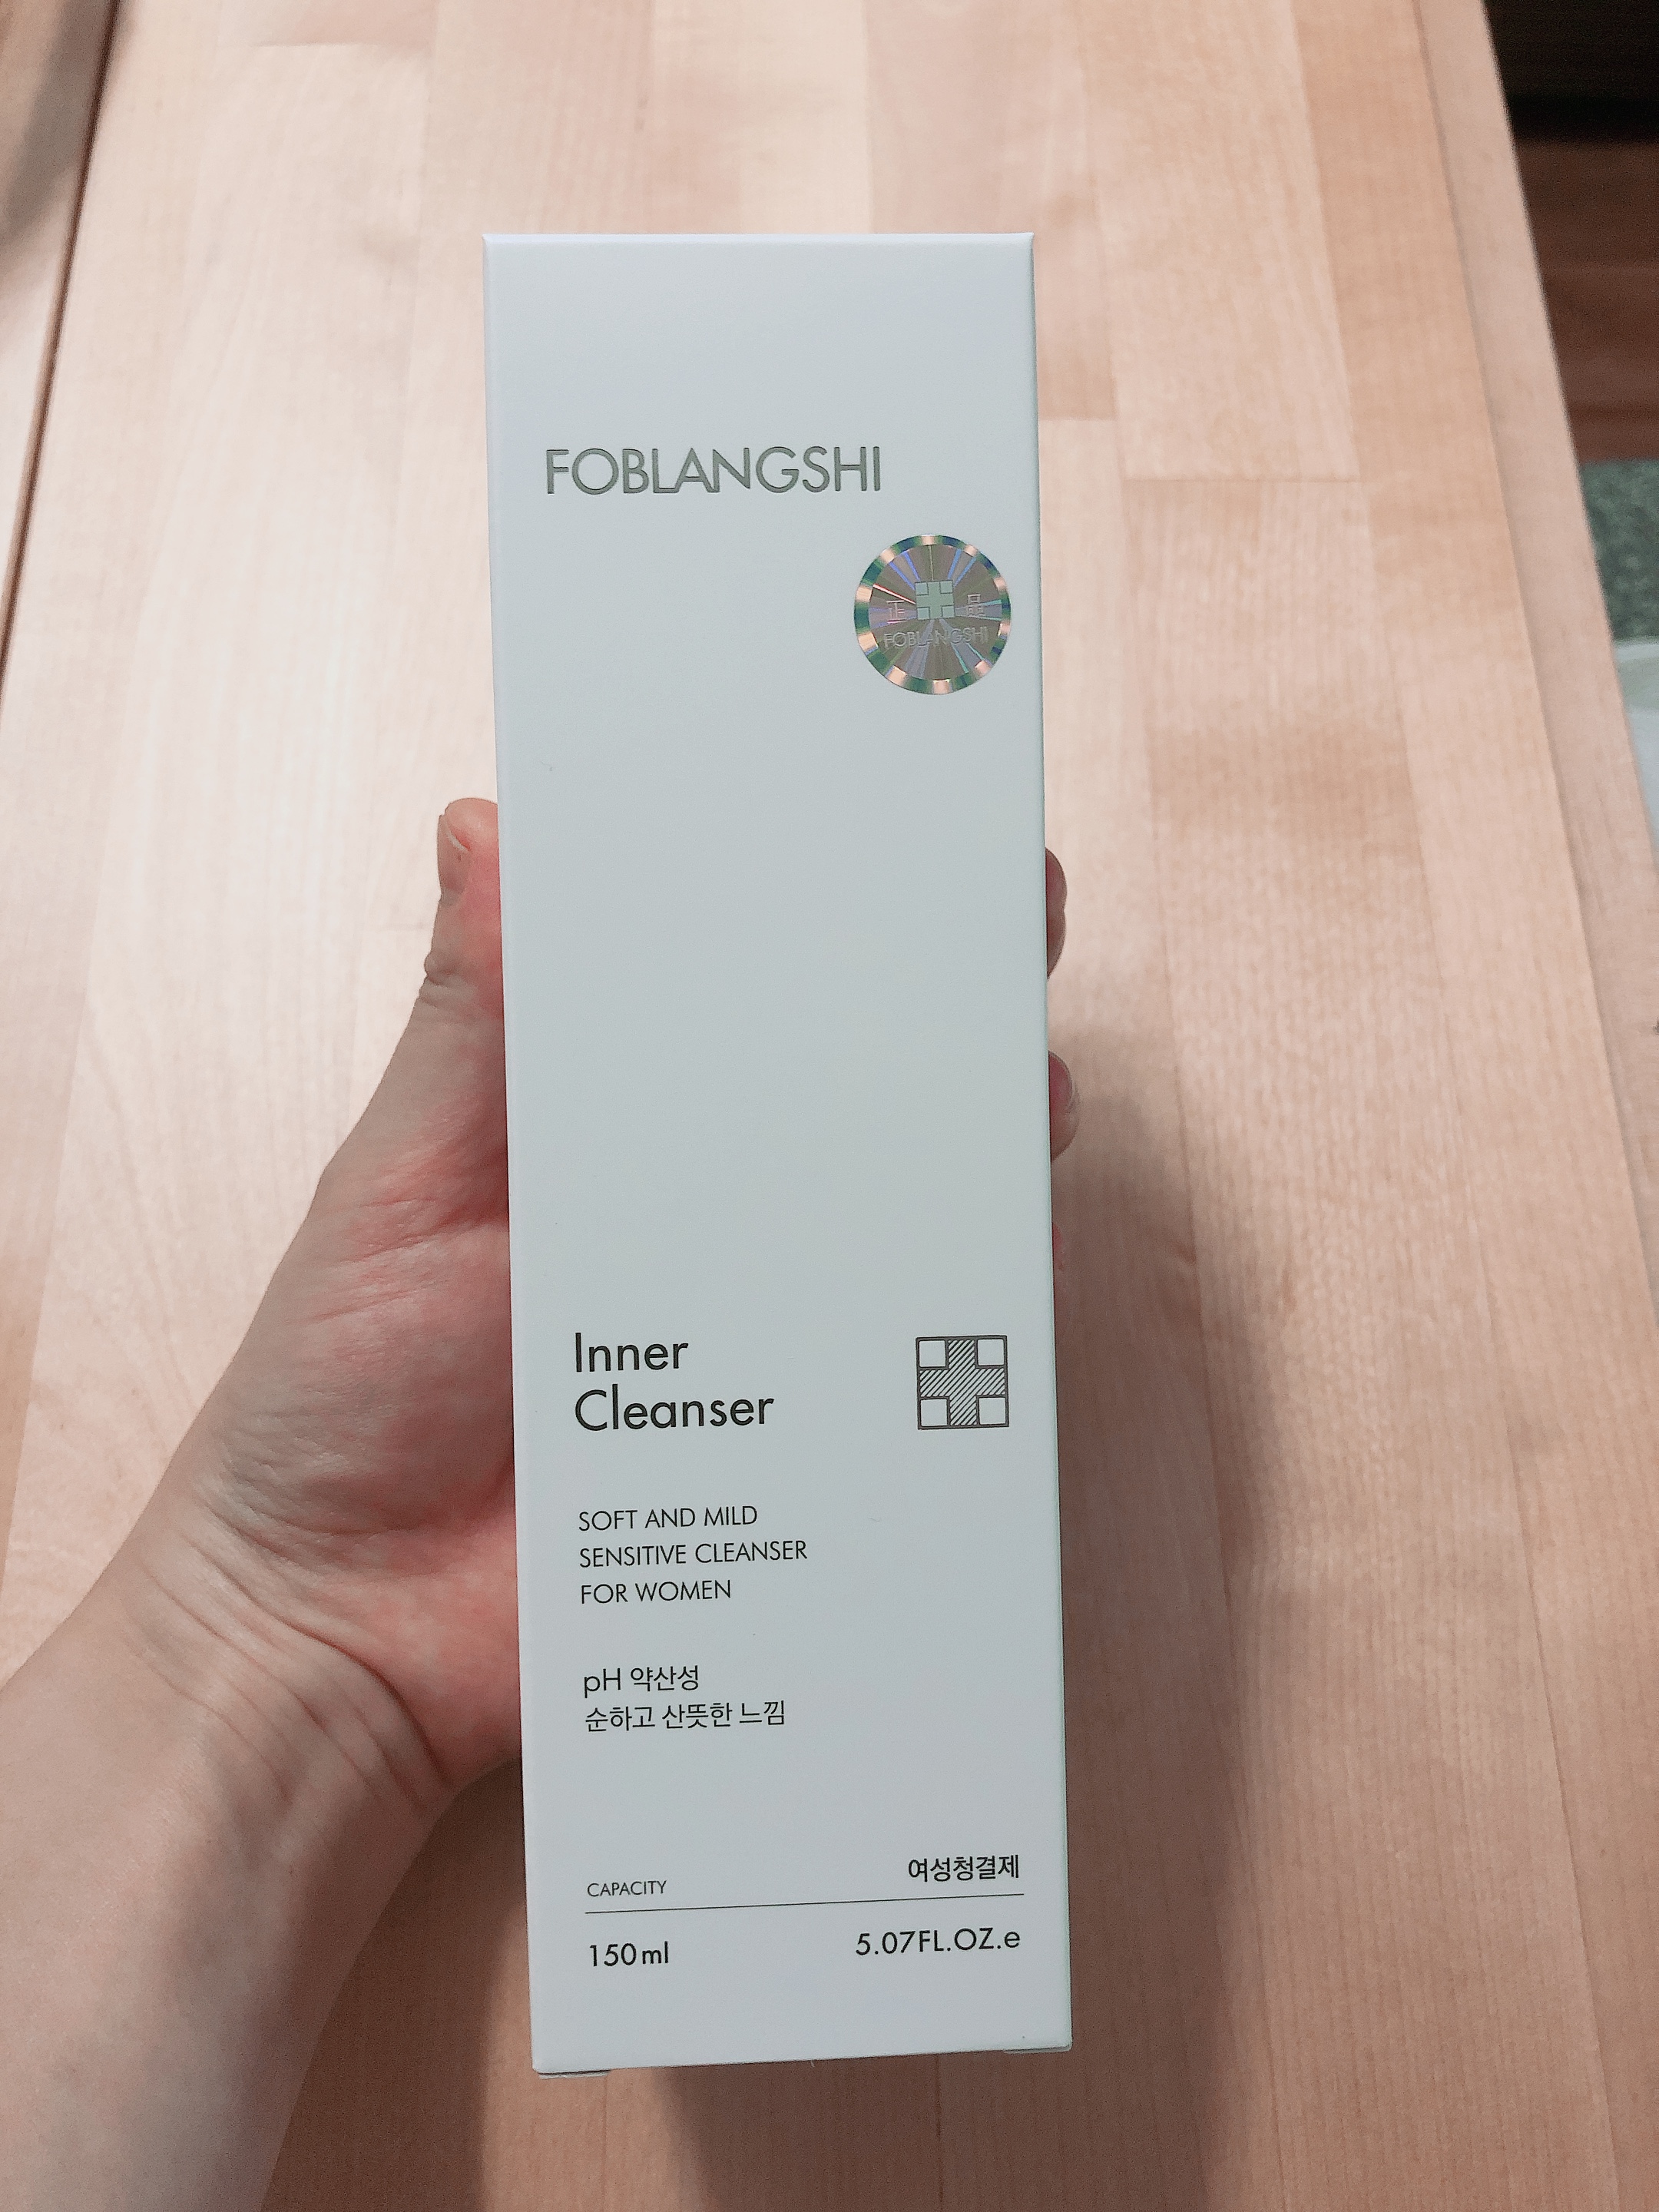 FOBLANGSHI
正 品
FOBLANGSHI
Inner
Cleanser
SOFT AND MILD
SENSITIVE CLEANSER
FOR WOMEN
pH 약산성
순하고 산뜻한 느낌
여성청결제
CAPACITY
150ml 5.07FL.OZ.e